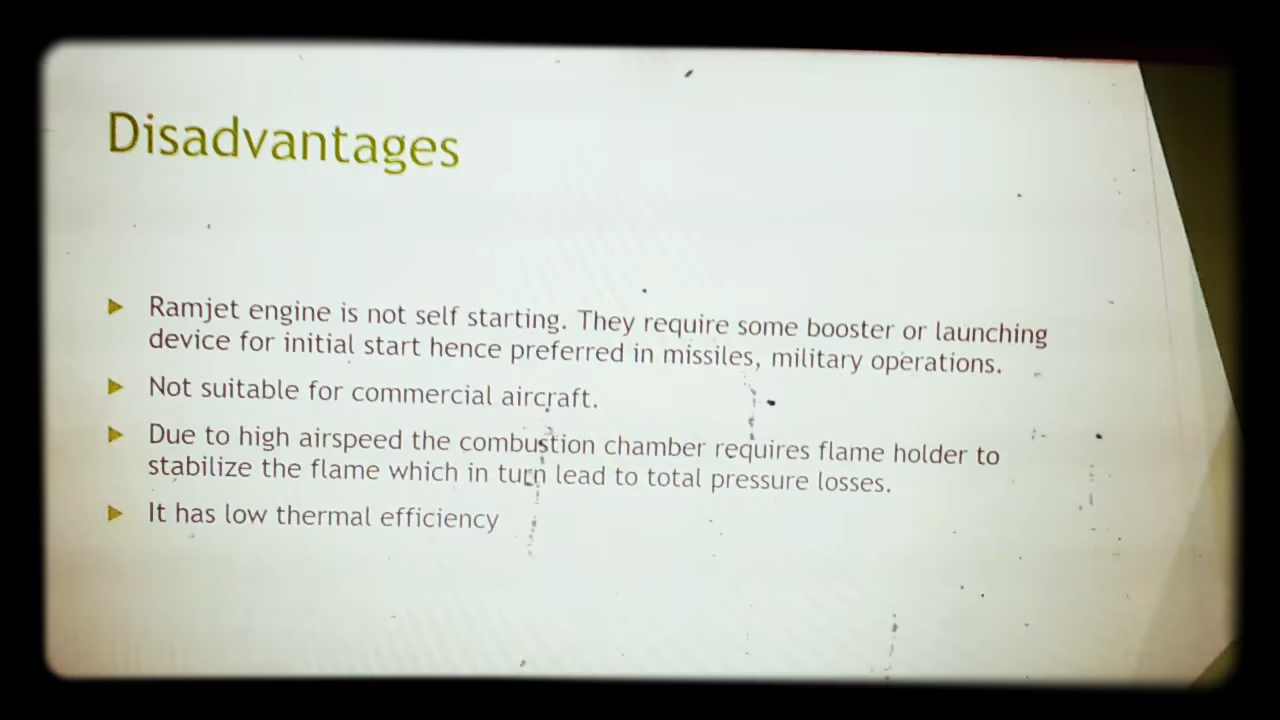 Disadvantages
Ramjet engine is not self starting. They require some booster or launching
device for initial start hence preferred in missiles, military operations.
Not suitable for commercial aircraft.
Due to high airspeed the combustion chamber requires flame holder to
stabilize the flame which in turn lead to total pressure losses.
It has low thermal efficiency